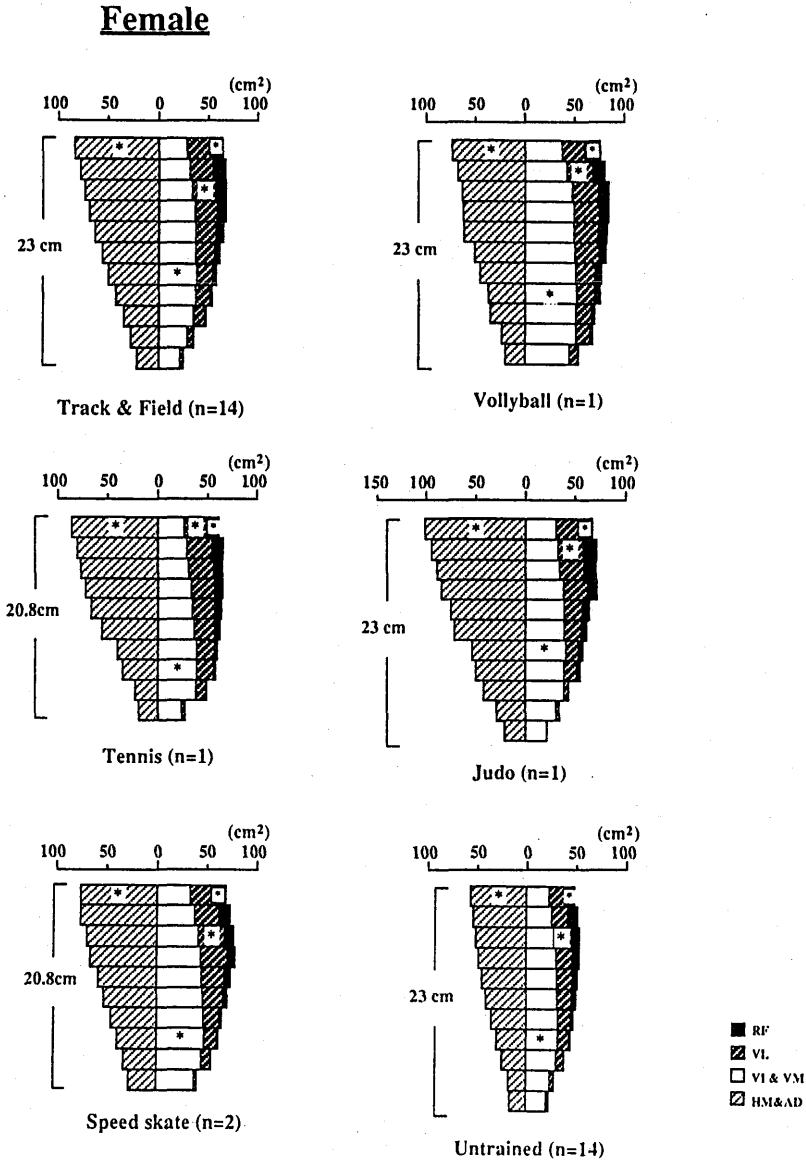 Female
(cm²)
100 50 0 50 100
* *
*
23 cm
*
Track & Field (n=14)
(cm²)
100 50 0 50 100
* *
*
23 cm
*
Vollyball (n=1)
(cm²)
100 50 0 50 100
* * *
20.8cm
*
Tennis (n=1)
(cm²)
150 100 50 0 50 100
* *
*
23 cm
*
Judo (n=1)
(cm²)
100 50 0 50 100
* *
*
20.8cm
*
Speed skate (n=2)
(cm²)
100 50 0 50 100
* *
*
23 cm
*
Untrained (n=14)
RF
VL
VI & VM
HM&AD